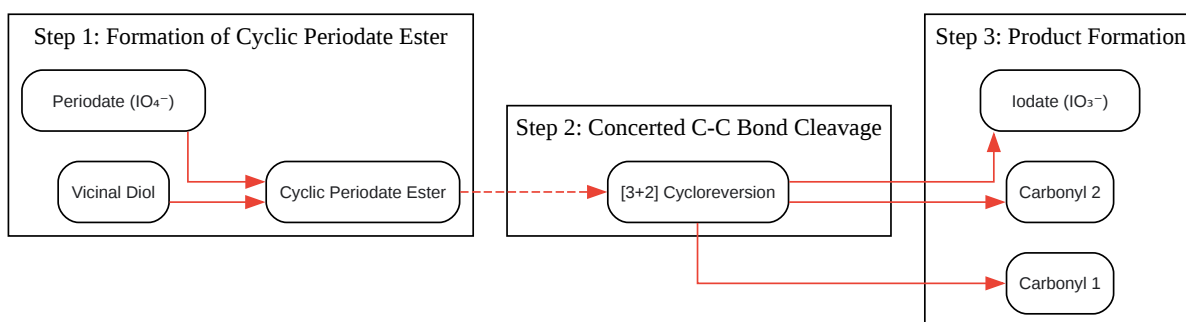 Step 1: Formation of Cyclic Periodate Ester
Periodate (IO₄⁻)
Vicinal Diol
Cyclic Periodate Ester
Step 2: Concerted C-C Bond Cleavage
[3+2] Cycloreversion
Step 3: Product Formation
Iodate (IO₃⁻)
Carbonyl 2
Carbonyl 1